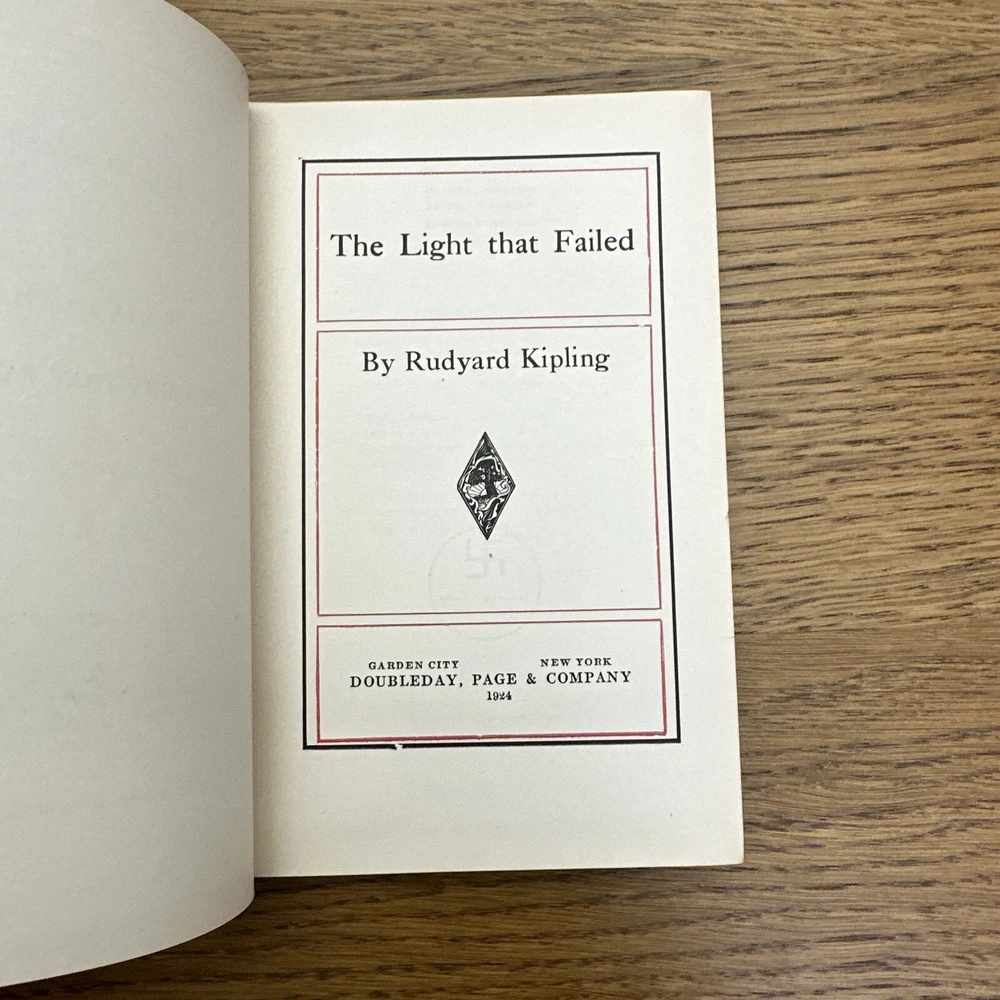 The Light that Failed
By Rudyard Kipling
GARDEN CITY NEW YORK
DOUBLEDAY, PAGE & COMPANY
1924